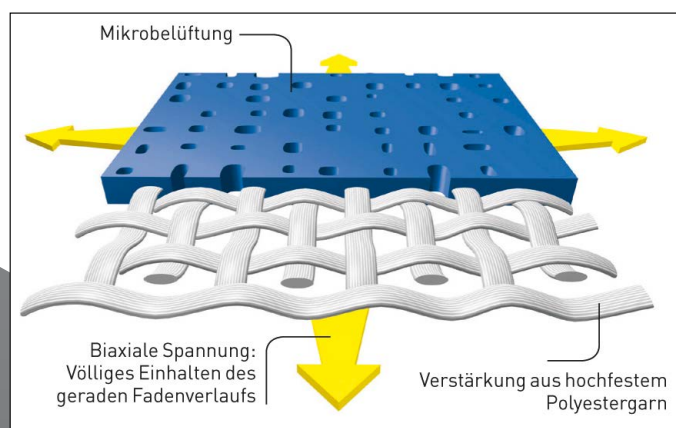 Mikrobelüftung
Biaxiale Spannung:
Völliges Einhalten des
geraden Fadenverlaufs
Verstärkung aus hochfestem
Polyestergarn